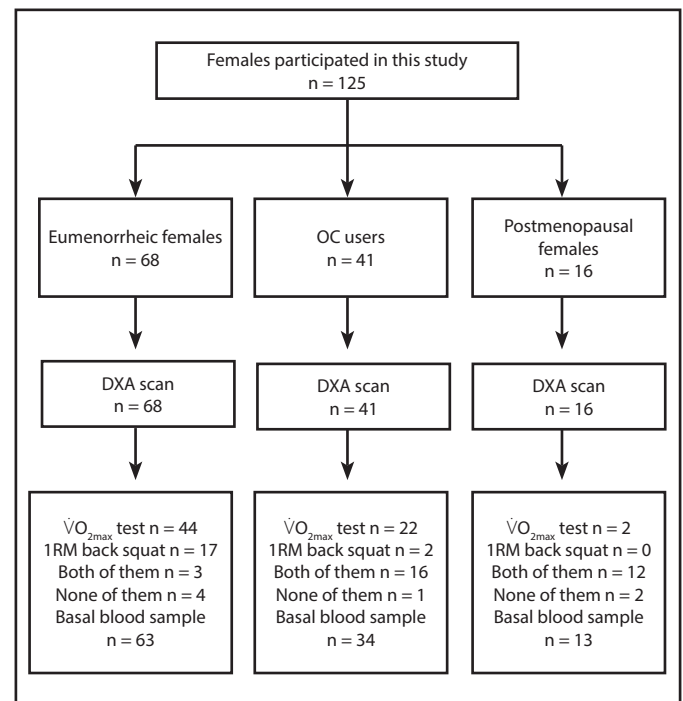 Females participated in this study
n = 125
Eumenorrheic females
n = 68
OC users
n = 41
Postmenopausal
females
n = 16
DXA scan
n = 68
DXA scan
n = 41
DXA scan
n = 16
V̇O₂max test n = 44
1RM back squat n = 17
Both of them n = 3
None of them n = 4
Basal blood sample
n = 63
V̇O₂max test n = 22
1RM back squat n = 2
Both of them n = 16
None of them n = 1
Basal blood sample
n = 34
V̇O₂max test n = 2
1RM back squat n = 0
Both of them n = 12
None of them n = 2
Basal blood sample
n = 13